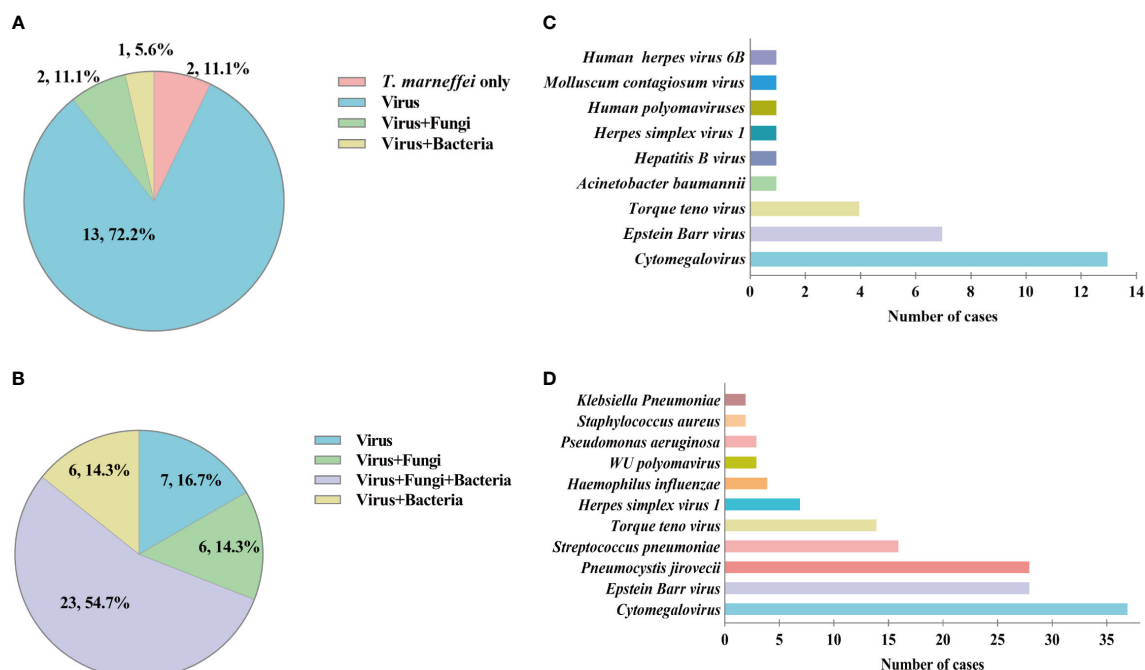 A
1, 5.6%
2, 11.1%
2, 11.1%
13, 72.2%
T. marneffei only
Virus
Virus+Fungi
Virus+Bacteria
C
Human herpes virus 6B
Molluscum contagiosum virus
Human polyomaviruses
Herpes simplex virus 1
Hepatitis B virus
Acinetobacter baumannii
Torque teno virus
Epstein Barr virus
Cytomegalovirus
0 2 4 6 8 10 12 14
Number of cases
B
6, 14.3%
7, 16.7%
6, 14.3%
23, 54.7%
Virus
Virus+Fungi
Virus+Fungi+Bacteria
Virus+Bacteria
D
Klebsiella Pneumoniae
Staphylococcus aureus
Pseudomonas aeruginosa
WU polyomavirus
Haemophilus influenzae
Herpes simplex virus 1
Torque teno virus
Streptococcus pneumoniae
Pneumocystis jirovecii
Epstein Barr virus
Cytomegalovirus
0 5 10 15 20 25 30 35
Number of cases